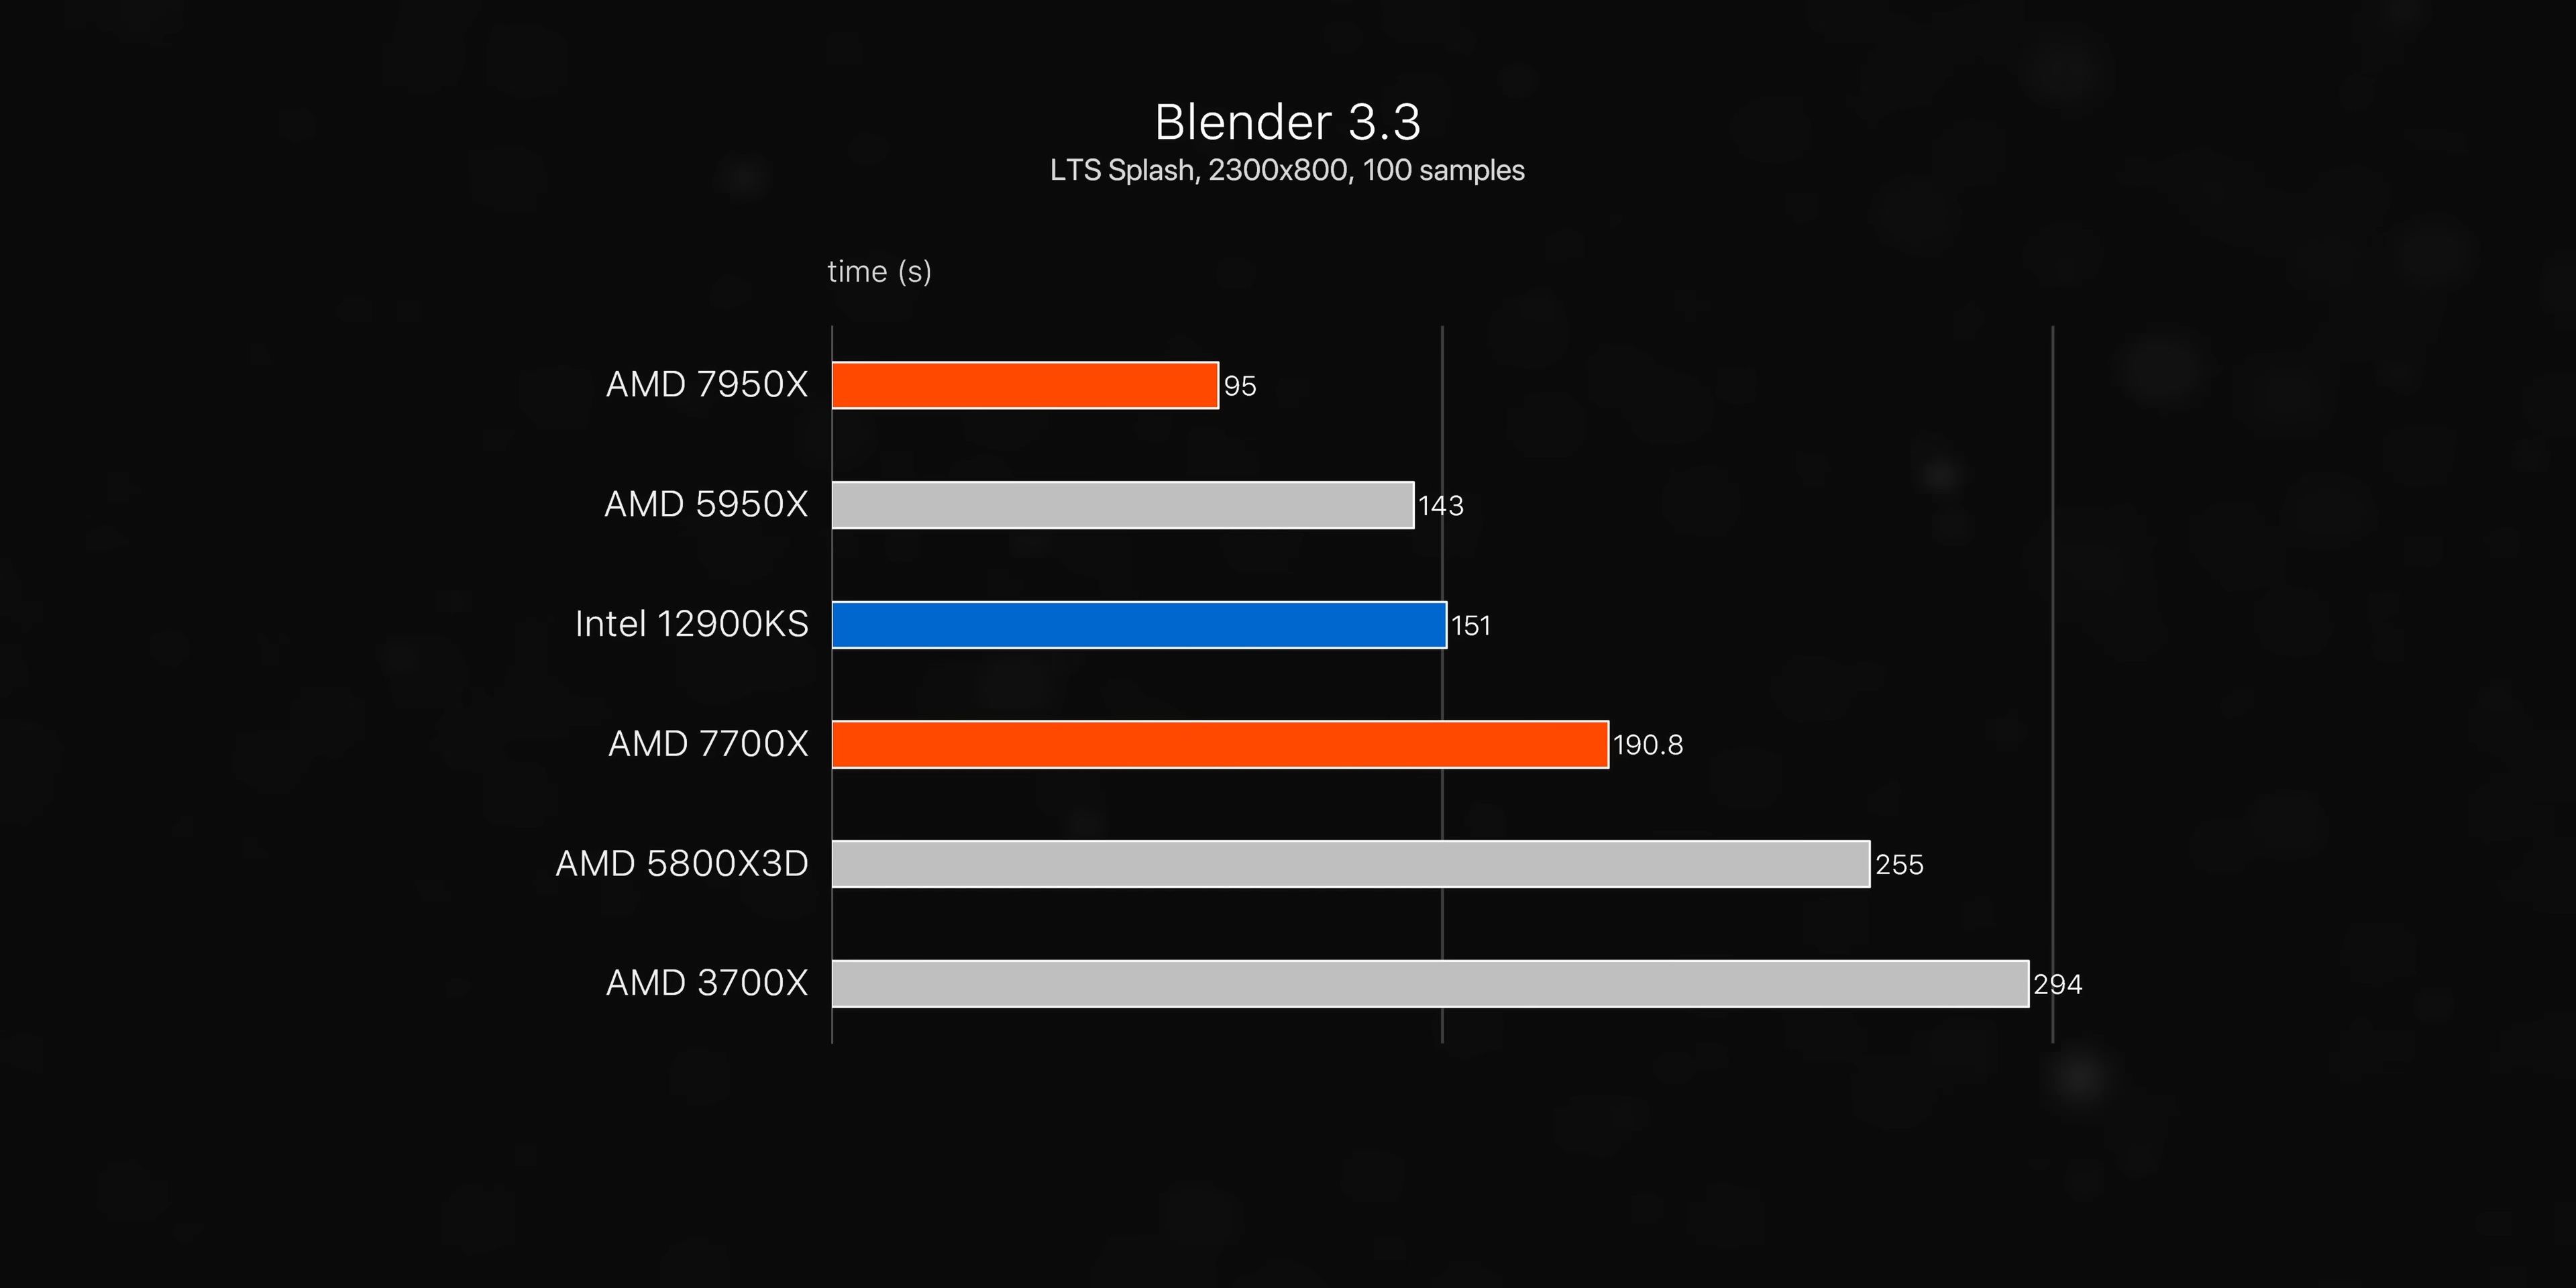 Blender 3.3
LTS Splash, 2300x800, 100 samples
time (s)
AMD 7950X 95
AMD 5950X 143
Intel 12900KS 151
AMD 7700X 190.8
AMD 5800X3D 255
AMD 3700X 294